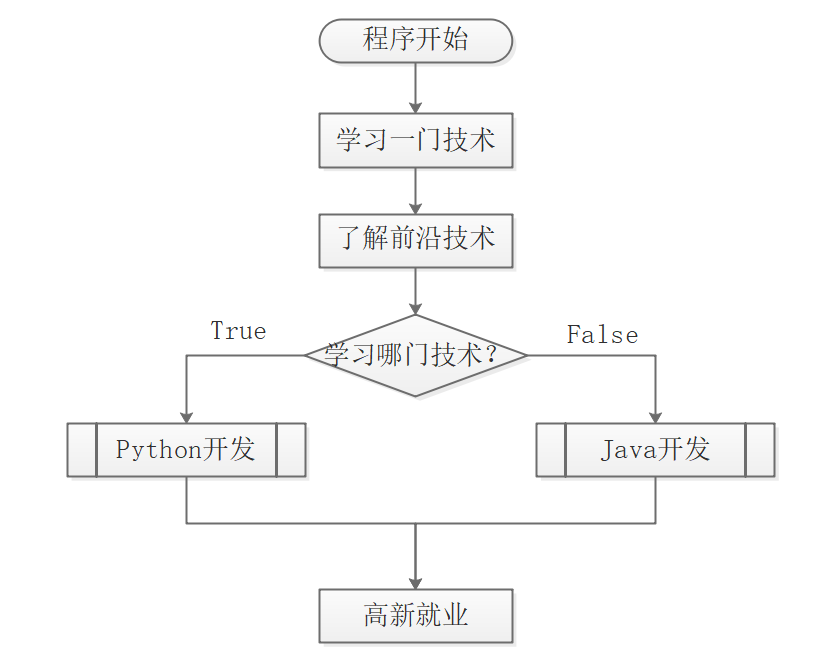 程序开始
学习一门技术
了解前沿技术
True
False
学习哪门技术？
Python开发
Java开发
高新就业